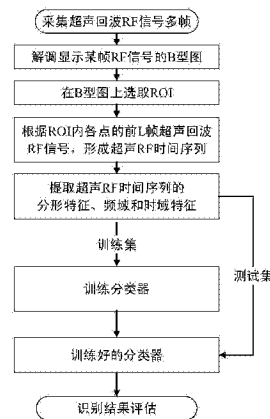 采集超声回波RF信号多帧
解调显示某帧RF信号的B型图
在B型图上选取ROI
根据ROI内各点的前L帧超声回波
RF信号，形成超声RF时间序列
提取超声RF时间序列的
分形特征、频域和时域特征
训练集
测试集
训练分类器
训练好的分类器
识别结果评估